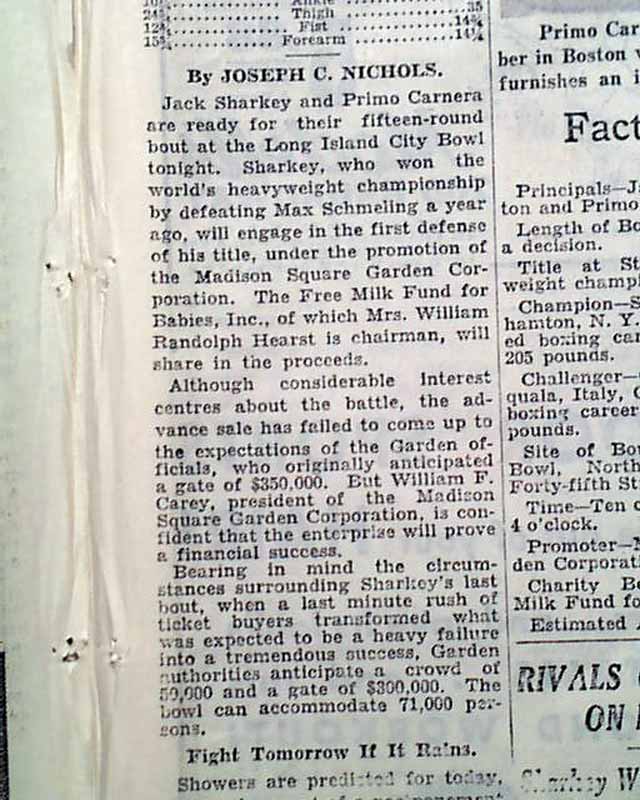 Ankle
Thigh 35
Fist 14¾
Forearm 14¼
By JOSEPH C. NICHOLS.
Jack Sharkey and Primo Carnera
are ready for their fifteen-round
bout at the Long Island City Bowl
tonight. Sharkey, who won the
world's heavyweight championship
by defeating Max Schmeling a year
ago, will engage in the first defense
of his title, under the promotion of
the Madison Square Garden Cor-
poration. The Free Milk Fund for
Babies, Inc., of which Mrs. William
Randolph Hearst is chairman, will
share in the proceeds.
Although considerable interest
centres about the battle, the ad-
vance sale has failed to come up to
the expectations of the Garden of-
ficials, who originally anticipated
a gate of $350,000. But William F.
Carey, president of the Madison
Square Garden Corporation, is con-
fident that the enterprise will prove
a financial success.
Bearing in mind the circum-
stances surrounding Sharkey's last
bout, when a last minute rush of
ticket buyers transformed what
was expected to be a heavy failure
into a tremendous success, Garden
authorities anticipate a crowd of
50,000 and a gate of $300,000. The
bowl can accommodate 71,000 per-
sons.
Fight Tomorrow If It Rains.
Showers are predicted for today,
Primo Car
ber in Boston
furnishes an i
Fact
Principals—J
ton and Primo
Length of Bo
a decision.
Title at St
weight champi
Champion—S
hamton, N. Y.
ed boxing car
205 pounds.
Challenger—
quala, Italy,
boxing career
pounds.
Site of Bou
Bowl, North
Forty-fifth St
Time—Ten
4 o'clock.
Promoter—
den Corporati
Charity Be
Milk Fund fo
Estimated
RIVALS
ON
Sharkey W